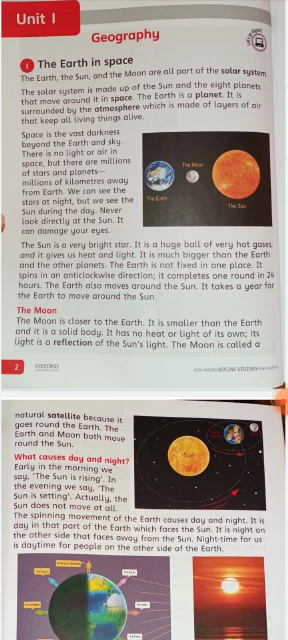 Unit 1
Geography
Let's go digital
1 The Earth in space
The Earth, the Sun, and the Moon are all part of the solar system.
The solar system is made up of the Sun and the eight planets
that move around it in space. The Earth is a planet. It is
surrounded by the atmosphere which is made of layers of air
that keep all living things alive.
Space is the vast darkness
beyond the Earth and sky.
There is no light or air in
space, but there are millions
of stars and planets—
millions of kilometres away
from Earth. We can see the
stars at night, but we see the
Sun during the day. Never
look directly at the Sun. It
can damage your eyes.
The Moon
The Earth
The Sun
The Sun is a very bright star. It is a huge ball of very hot gases,
and it gives us heat and light. It is much bigger than the Earth
and the other planets. The Earth is not fixed in one place. It
spins in an anticlockwise direction; it completes one round in 24
hours. The Earth also moves around the Sun. It takes a year for
the Earth to move around the Sun.
The Moon
The Moon is closer to the Earth. It is smaller than the Earth
and it is a solid body. It has no heat or light of its own; its
light is a reflection of the Sun's light. The Moon is called a
2
OXFORD
NEW OXFORD SOCIAL STUDIES
natural satellite because it
goes round the Earth. The
Earth and Moon both move
round the Sun.
Sun
What causes day and night?
Early in the morning we
say, 'The Sun is rising'. In
the evening we say, 'The
Sun is setting'. Actually, the
Sun does not move at all.
The spinning movement of the Earth causes day and night. It is
day in that part of the Earth which faces the Sun. It is night on
the other side that faces away from the Sun. Night-time for us
is daytime for people on the other side of the Earth.